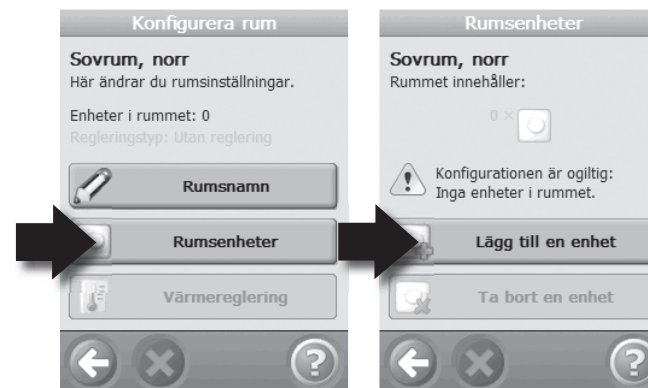 Konfigurera rum
Sovrum, norr
Här ändrar du rumsinställningar.
Enheter i rummet: 0
Regleringstyp: Utan reglering
Rumsnamn
Rumsenheter
Värmereglering
?
Rumsenheter
Sovrum, norr
Rummet innehåller:
0 ×
!
Konfigurationen är ogiltig:
Inga enheter i rummet.
Lägg till en enhet
Ta bort en enhet
?